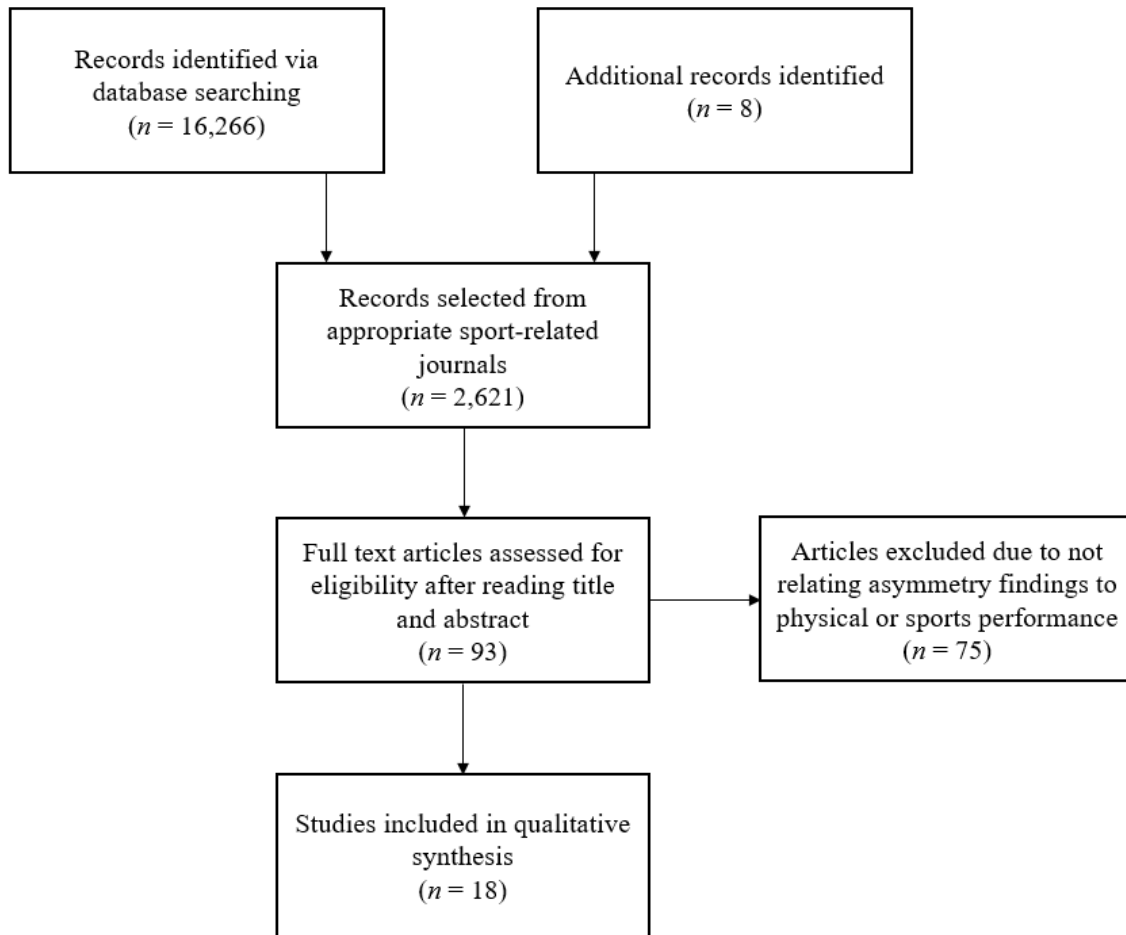 Records identified via
database searching
(n = 16,266)
Additional records identified
(n = 8)
Records selected from
appropriate sport-related
journals
(n = 2,621)
Full text articles assessed for
eligibility after reading title
and abstract
(n = 93)
Articles excluded due to not
relating asymmetry findings to
physical or sports performance
(n = 75)
Studies included in qualitative
synthesis
(n = 18)